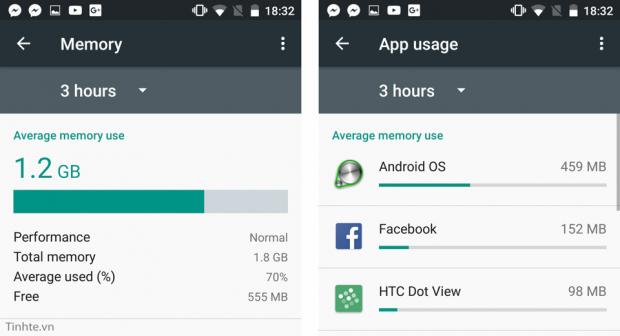 18:32
Memory
3 hours
Average memory use
1.2 GB
Performance Normal
Total memory 1.8 GB
Average used (%) 70%
Free 555 MB
Tinhte.vn
18:32
App usage
3 hours
Average memory use
Android OS 459 MB
Facebook 152 MB
HTC Dot View 98 MB